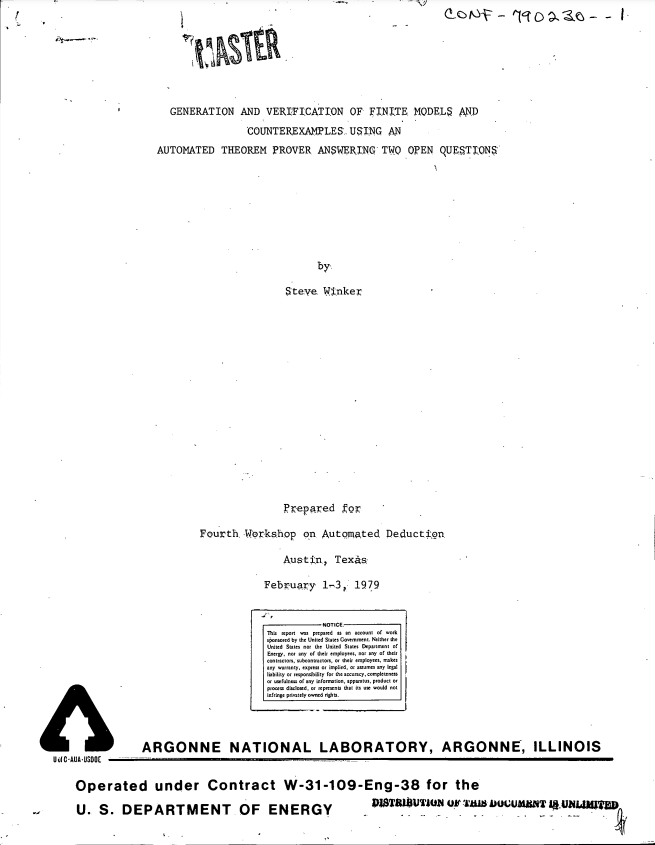 CONF-790230--1
MASTER
GENERATION AND VERIFICATION OF FINITE MODELS AND
COUNTEREXAMPLES USING AN
AUTOMATED THEOREM PROVER ANSWERING TWO OPEN QUESTIONS
by
Steve Winker
Prepared for
Fourth Workshop on Automated Deduction
Austin, Texas
February 1-3, 1979
NOTICE
This report was prepared as an account of work
sponsored by the United States Government. Neither the
United States nor the United States Department of
Energy, nor any of their employees, nor any of their
contractors, subcontractors, or their employees, makes
any warranty, express or implied, or assumes any legal
liability or responsibility for the accuracy, completeness
or usefulness of any information, apparatus, product or
process disclosed, or represents that its use would not
infringe privately owned rights.
U of C-AUA-USDOE
ARGONNE NATIONAL LABORATORY, ARGONNE, ILLINOIS
Operated under Contract W-31-109-Eng-38 for the
U. S. DEPARTMENT OF ENERGY
DISTRIBUTION OF THIS DOCUMENT IS UNLIMITED